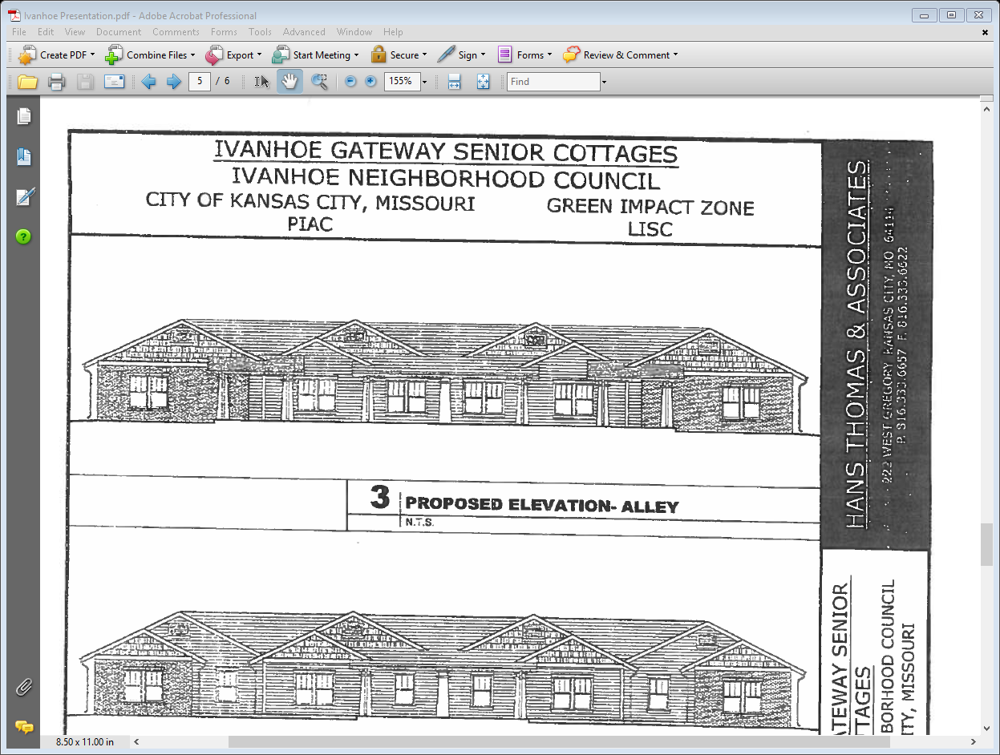 Ivanhoe Presentation.pdf - Adobe Acrobat Professional
File Edit View Document Comments Forms Tools Advanced Window Help
Create PDF Combine Files Export Start Meeting Secure Sign Forms Review & Comment
5 / 6 155% Find
IVANHOE GATEWAY SENIOR COTTAGES
IVANHOE NEIGHBORHOOD COUNCIL
CITY OF KANSAS CITY, MISSOURI GREEN IMPACT ZONE
PIAC LISC
3 PROPOSED ELEVATION- ALLEY
N.T.S.
HANS THOMAS & ASSOCIATES
922 WEST GREGORY KANSAS CITY, MO 64114
P. 816.333.6657 F. 816.333.6622
ATEWAY SENIOR
TTAGES
BORHOOD COUNCIL
ITY, MISSOURI
8.50 x 11.00 in